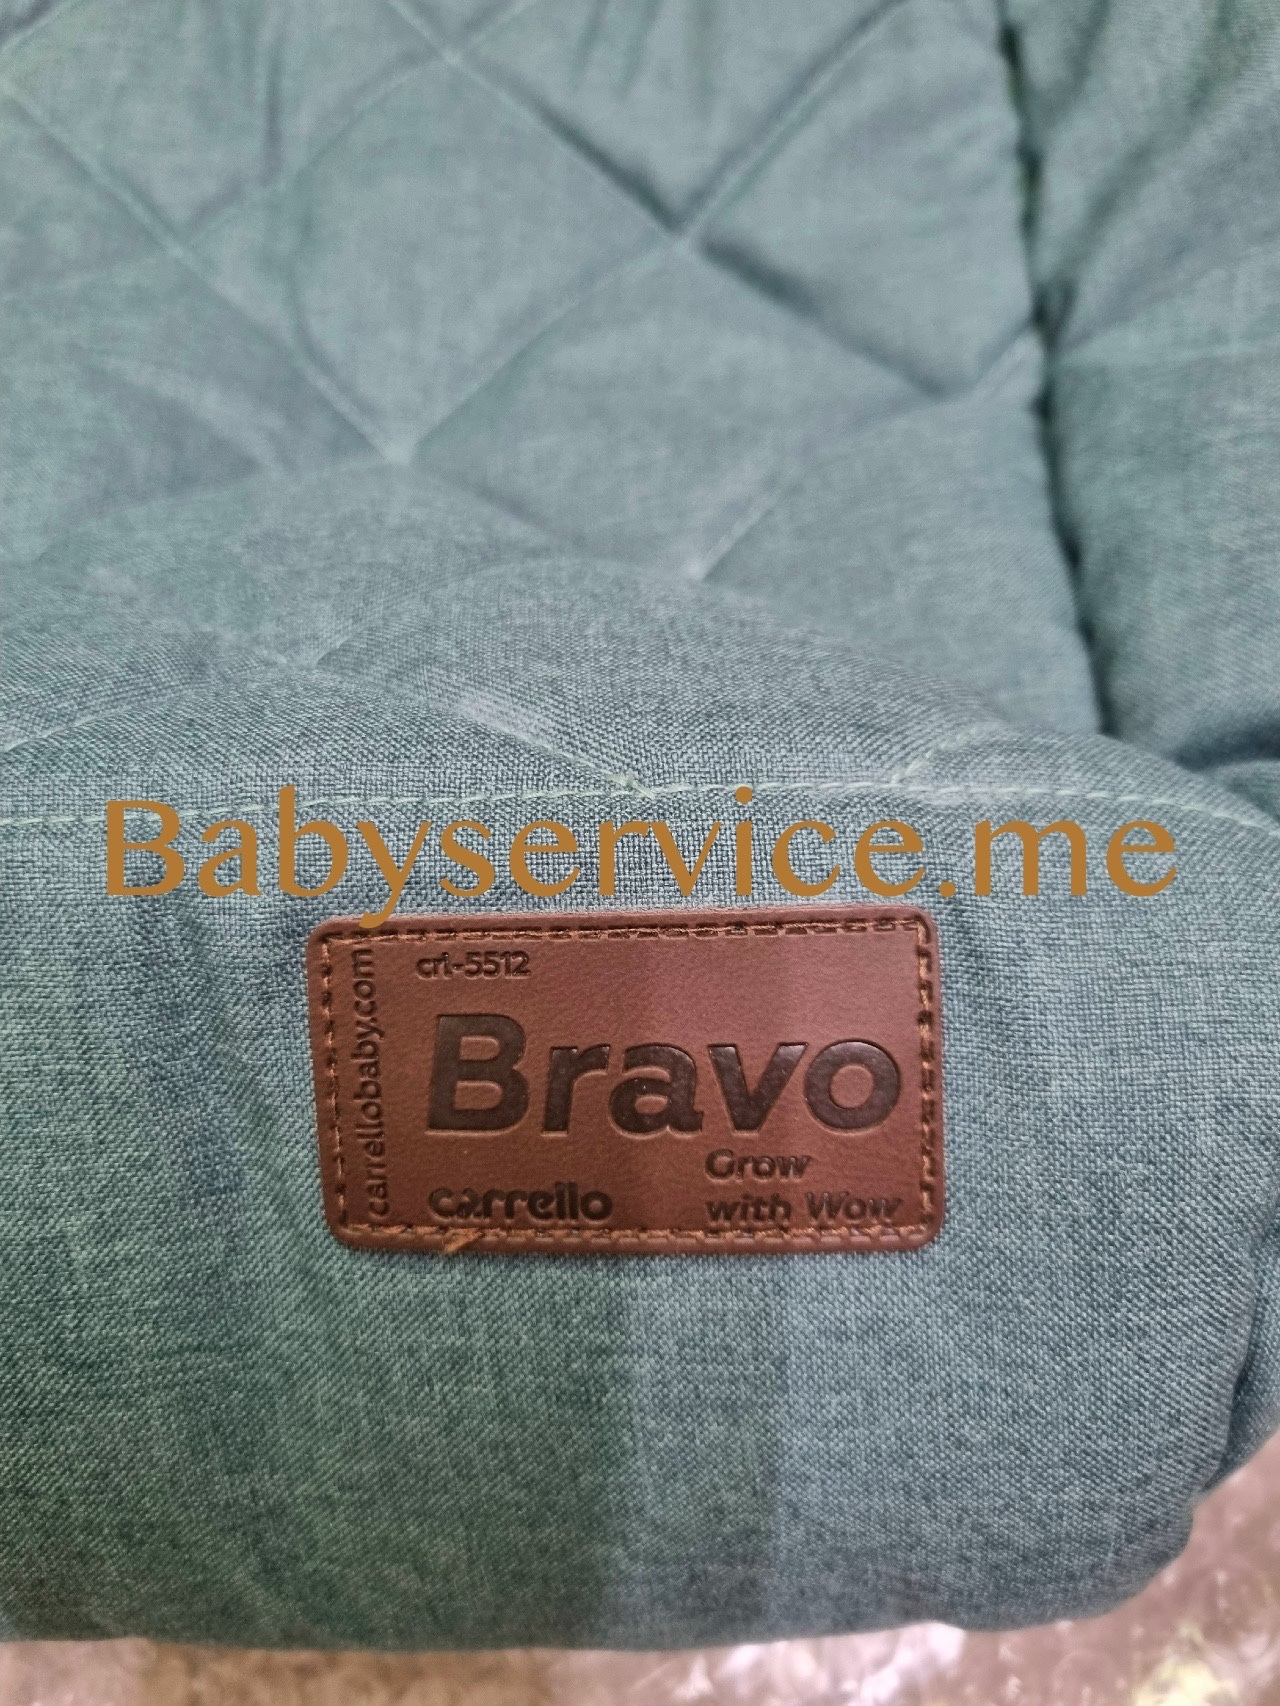 Babyservice.me
crl-5512
carrellobaby.com
Bravo
Grow
carrello with Wow